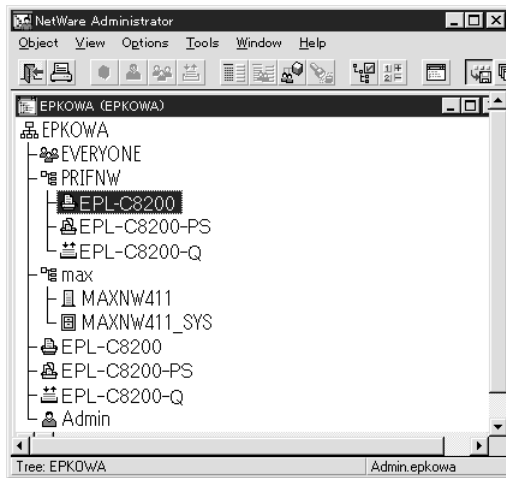 NetWare Administrator
Object View Options Tools Window Help
EPKOWA (EPKOWA)
EPKOWA
EVERYONE
PRIFNW
EPL-C8200
EPL-C8200-PS
EPL-C8200-Q
max
MAXNW411
MAXNW411_SYS
EPL-C8200
EPL-C8200-PS
EPL-C8200-Q
Admin
Tree: EPKOWA Admin.epkowa